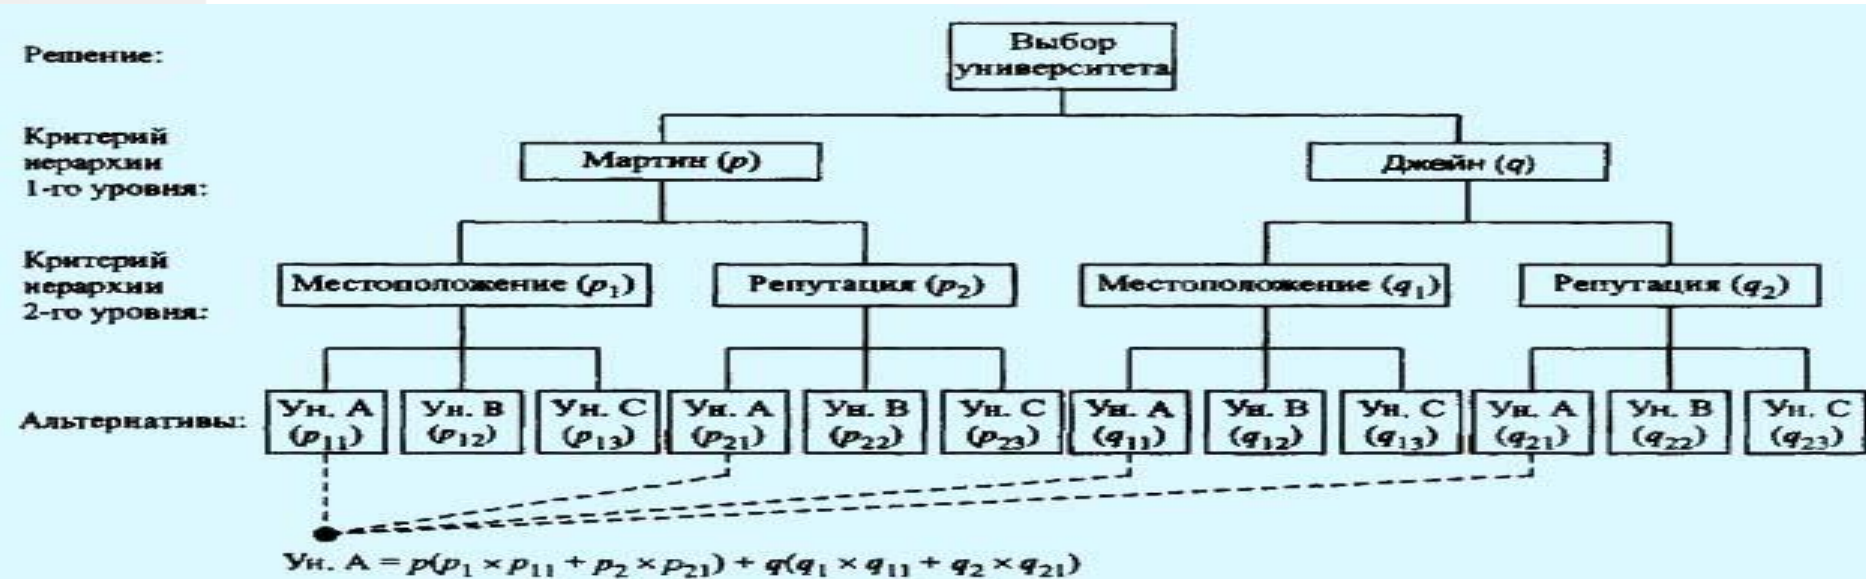 Решение:
Выбор
университета
Критерий
иерархии
1-го уровня:
Мартин (p)
Джейн (q)
Критерий
иерархии
2-го уровня:
Местоположение (p₁)
Репутация (p₂)
Местоположение (q₁)
Репутация (q₂)
Альтернативы:
Ун. A
(p₁₁)
Ун. B
(p₁₂)
Ун. C
(p₁₃)
Ун. A
(p₂₁)
Ун. B
(p₂₂)
Ун. C
(p₂₃)
Ун. A
(q₁₁)
Ун. B
(q₁₂)
Ун. C
(q₁₃)
Ун. A
(q₂₁)
Ун. B
(q₂₂)
Ун. C
(q₂₃)
Ун. A = p(p₁ × p₁₁ + p₂ × p₂₁) + q(q₁ × q₁₁ + q₂ × q₂₁)